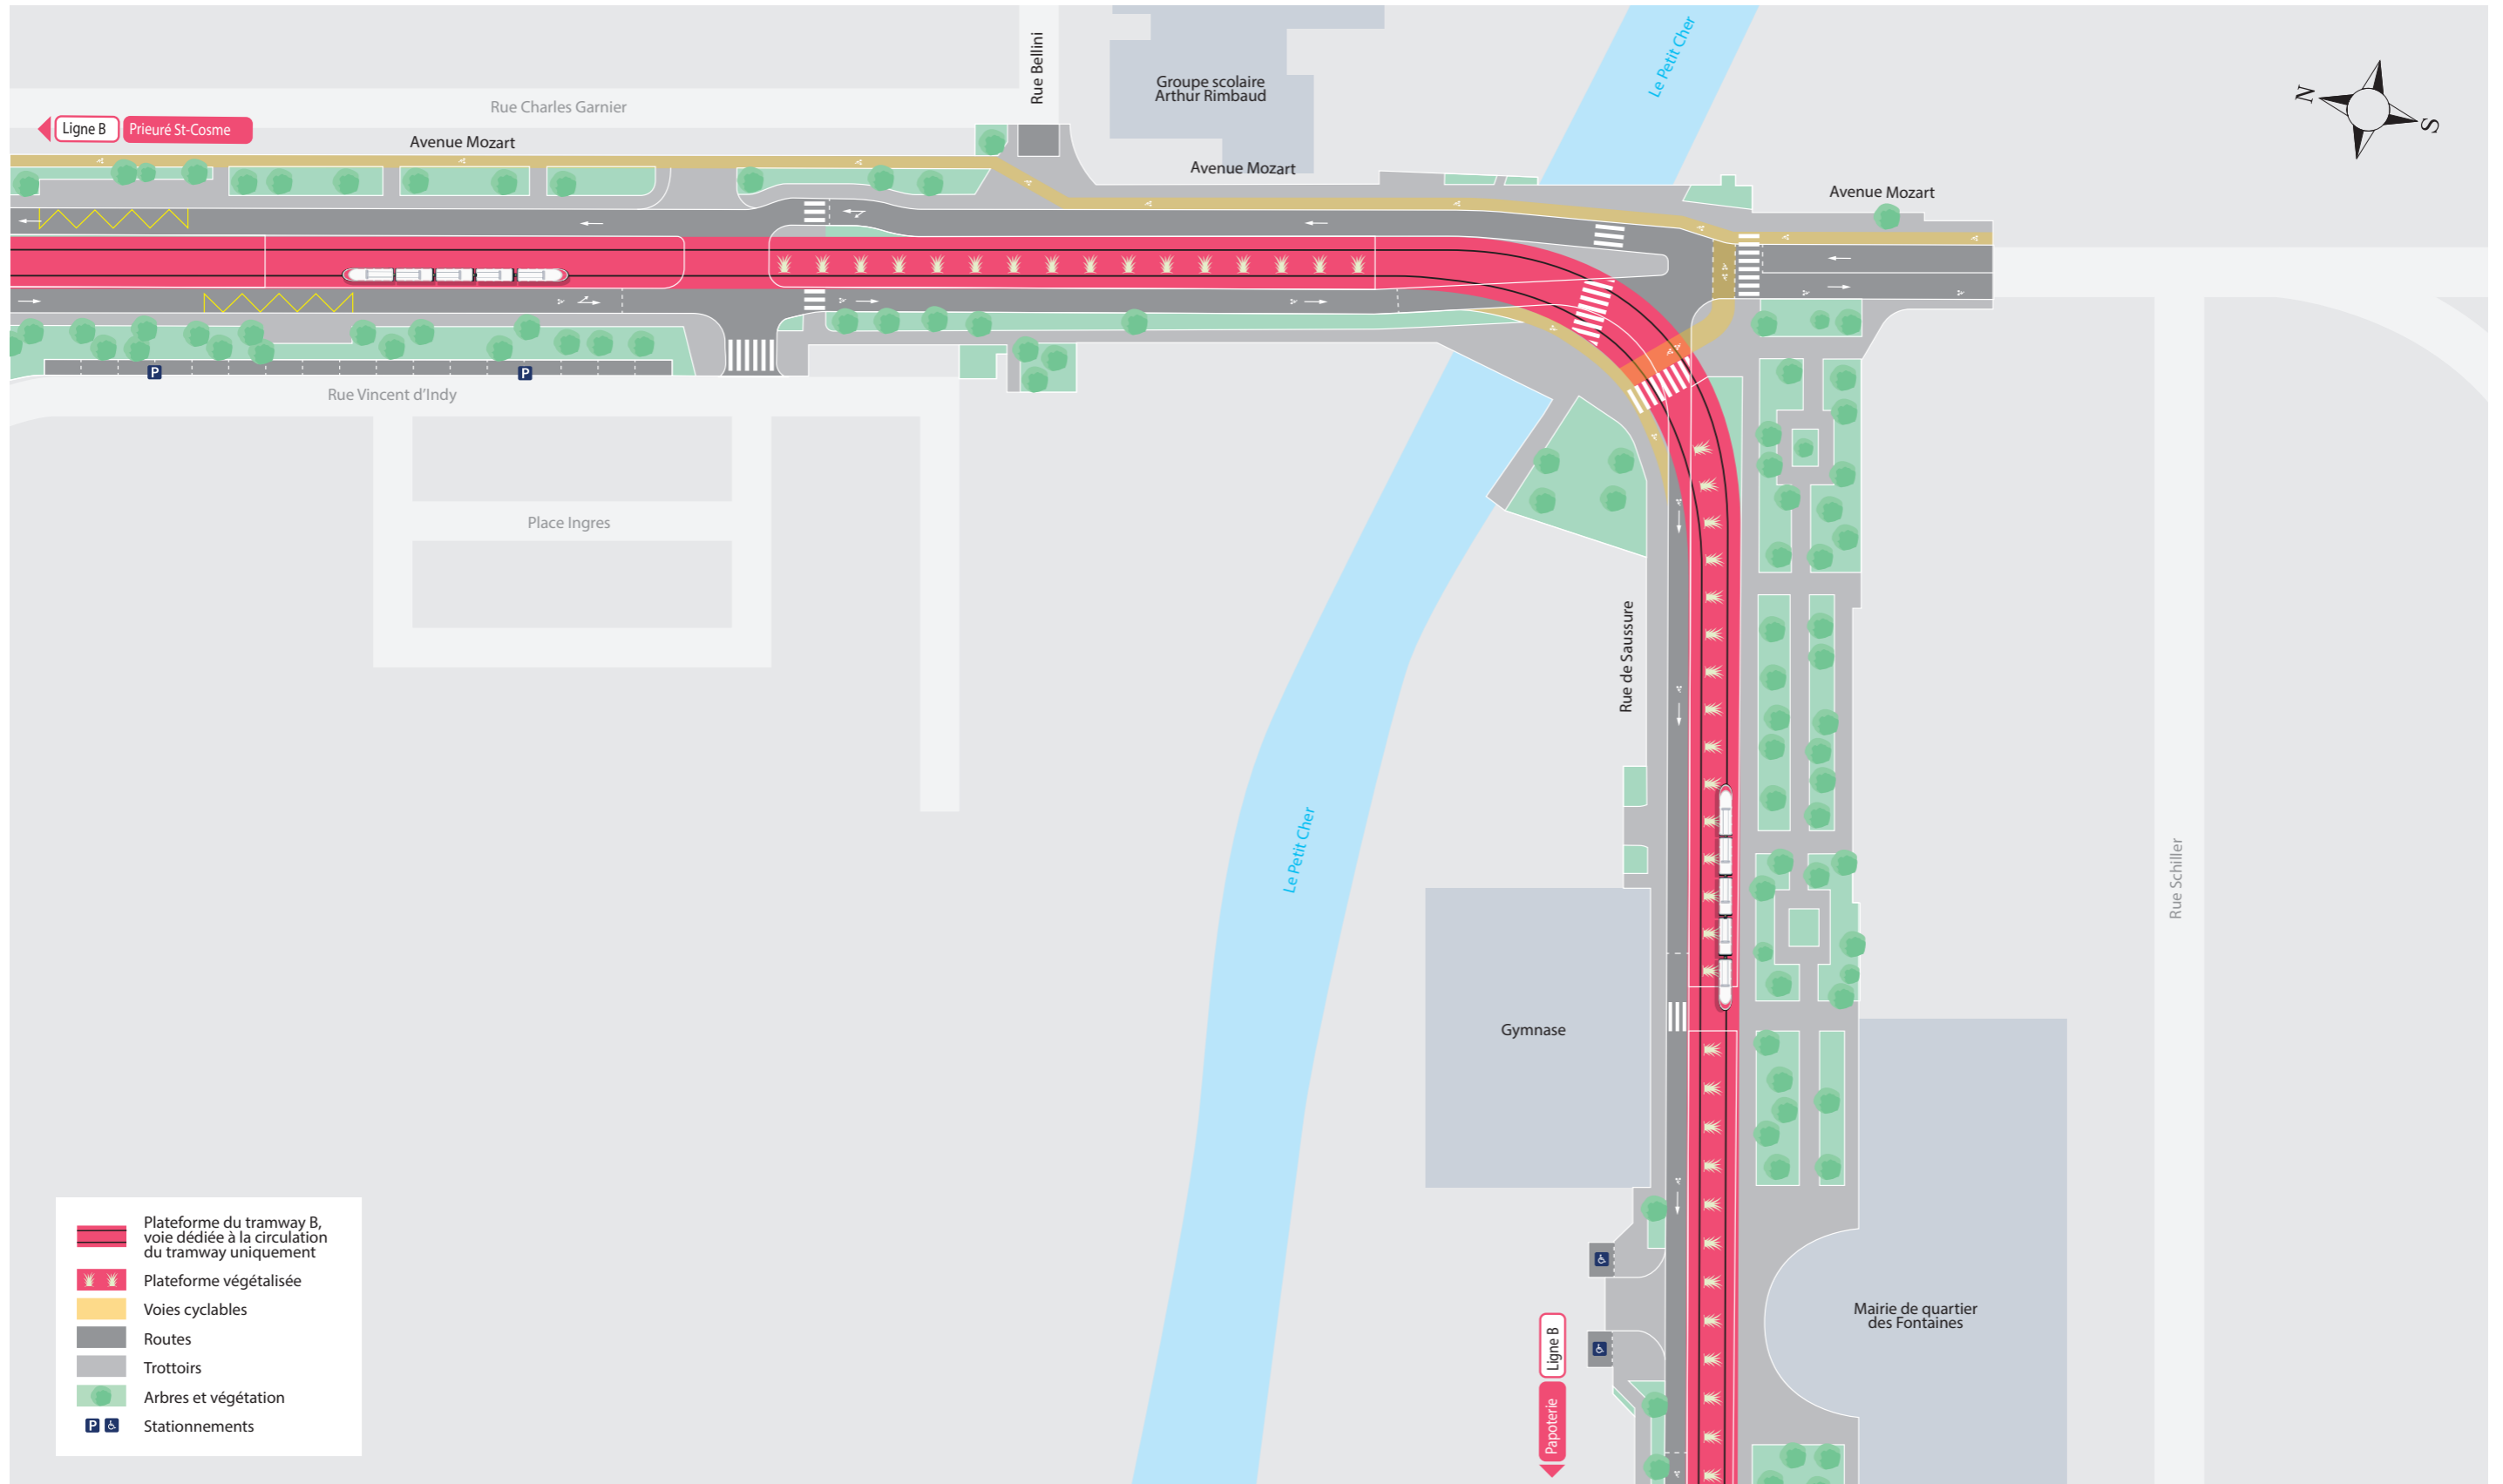 Le Petit Cher
Rue Bellini
Groupe scolaire
Arthur Rimbaud
N
S
Rue Charles Garnier
Ligne B
Prieuré St-Cosme
Avenue Mozart
Avenue Mozart
Avenue Mozart
P
P
Rue Vincent d'Indy
Place Ingres
Rue de Saussure
Le Petit Cher
Rue Schiller
Gymnase
Mairie de quartier
des Fontaines
Ligne B
Papoterie
Plateforme du tramway B,
voie dédiée à la circulation
du tramway uniquement
Plateforme végétalisée
Voies cyclables
Routes
Trottoirs
Arbres et végétation
P
Stationnements